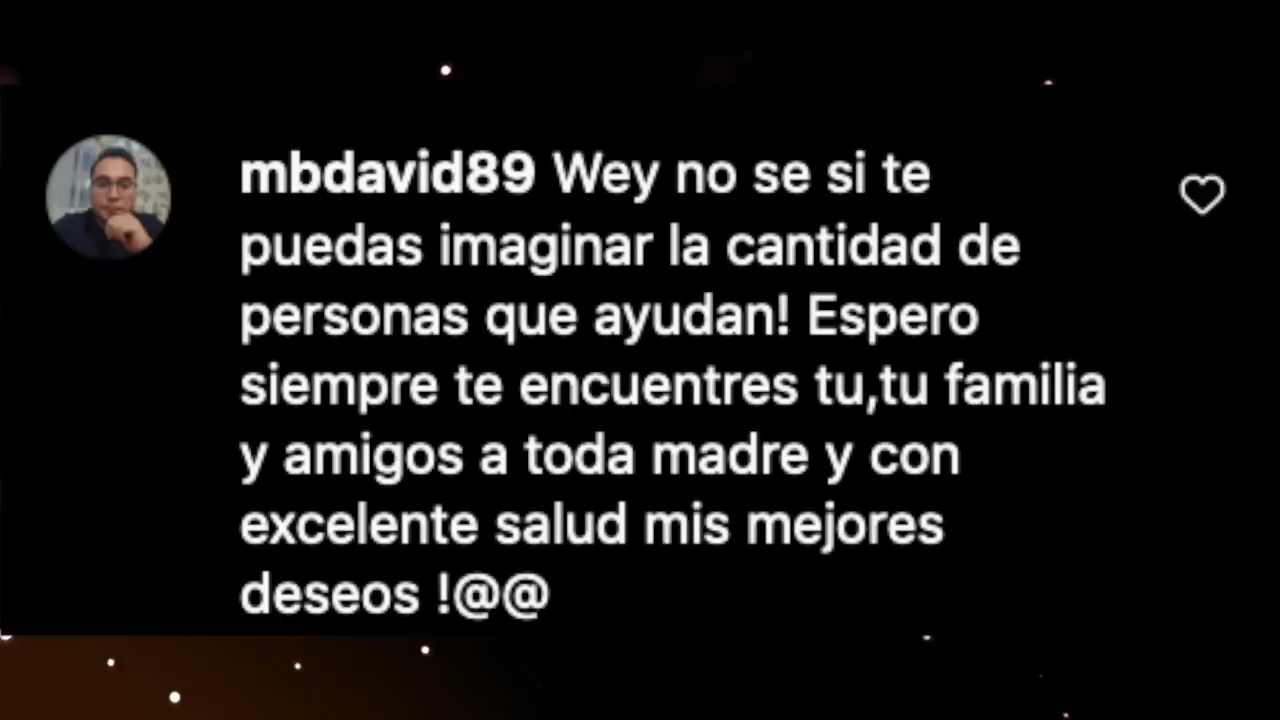 mbdavid89 Wey no se si te
puedas imaginar la cantidad de
personas que ayudan! Espero
siempre te encuentres tu,tu familia
y amigos a toda madre y con
excelente salud mis mejores
deseos !@@